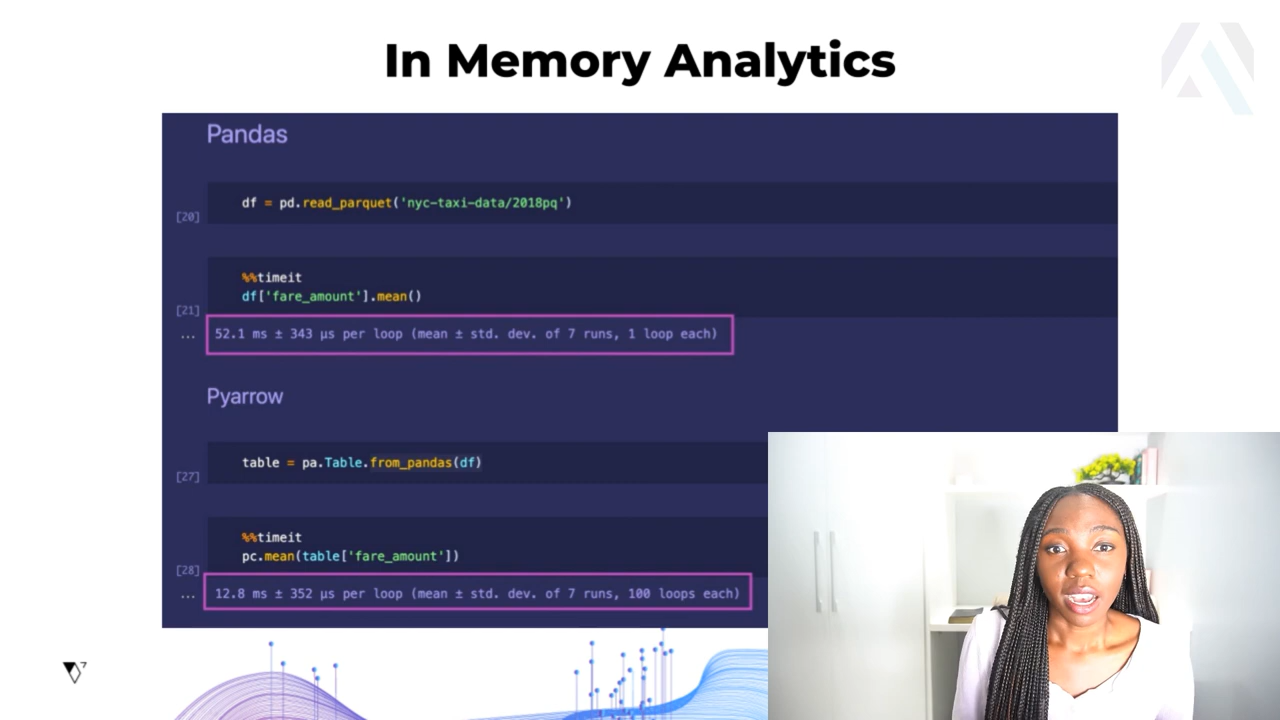 In Memory Analytics
Pandas
df = pd.read_parquet('nyc-taxi-data/2018pq')
[20]
%%timeit
df['fare_amount'].mean()
[21]
... 52.1 ms ± 343 µs per loop (mean ± std. dev. of 7 runs, 1 loop each)
Pyarrow
table = pa.Table.from_pandas(df)
[27]
%%timeit
pc.mean(table['fare_amount'])
[28]
... 12.8 ms ± 352 µs per loop (mean ± std. dev. of 7 runs, 100 loops each)
7